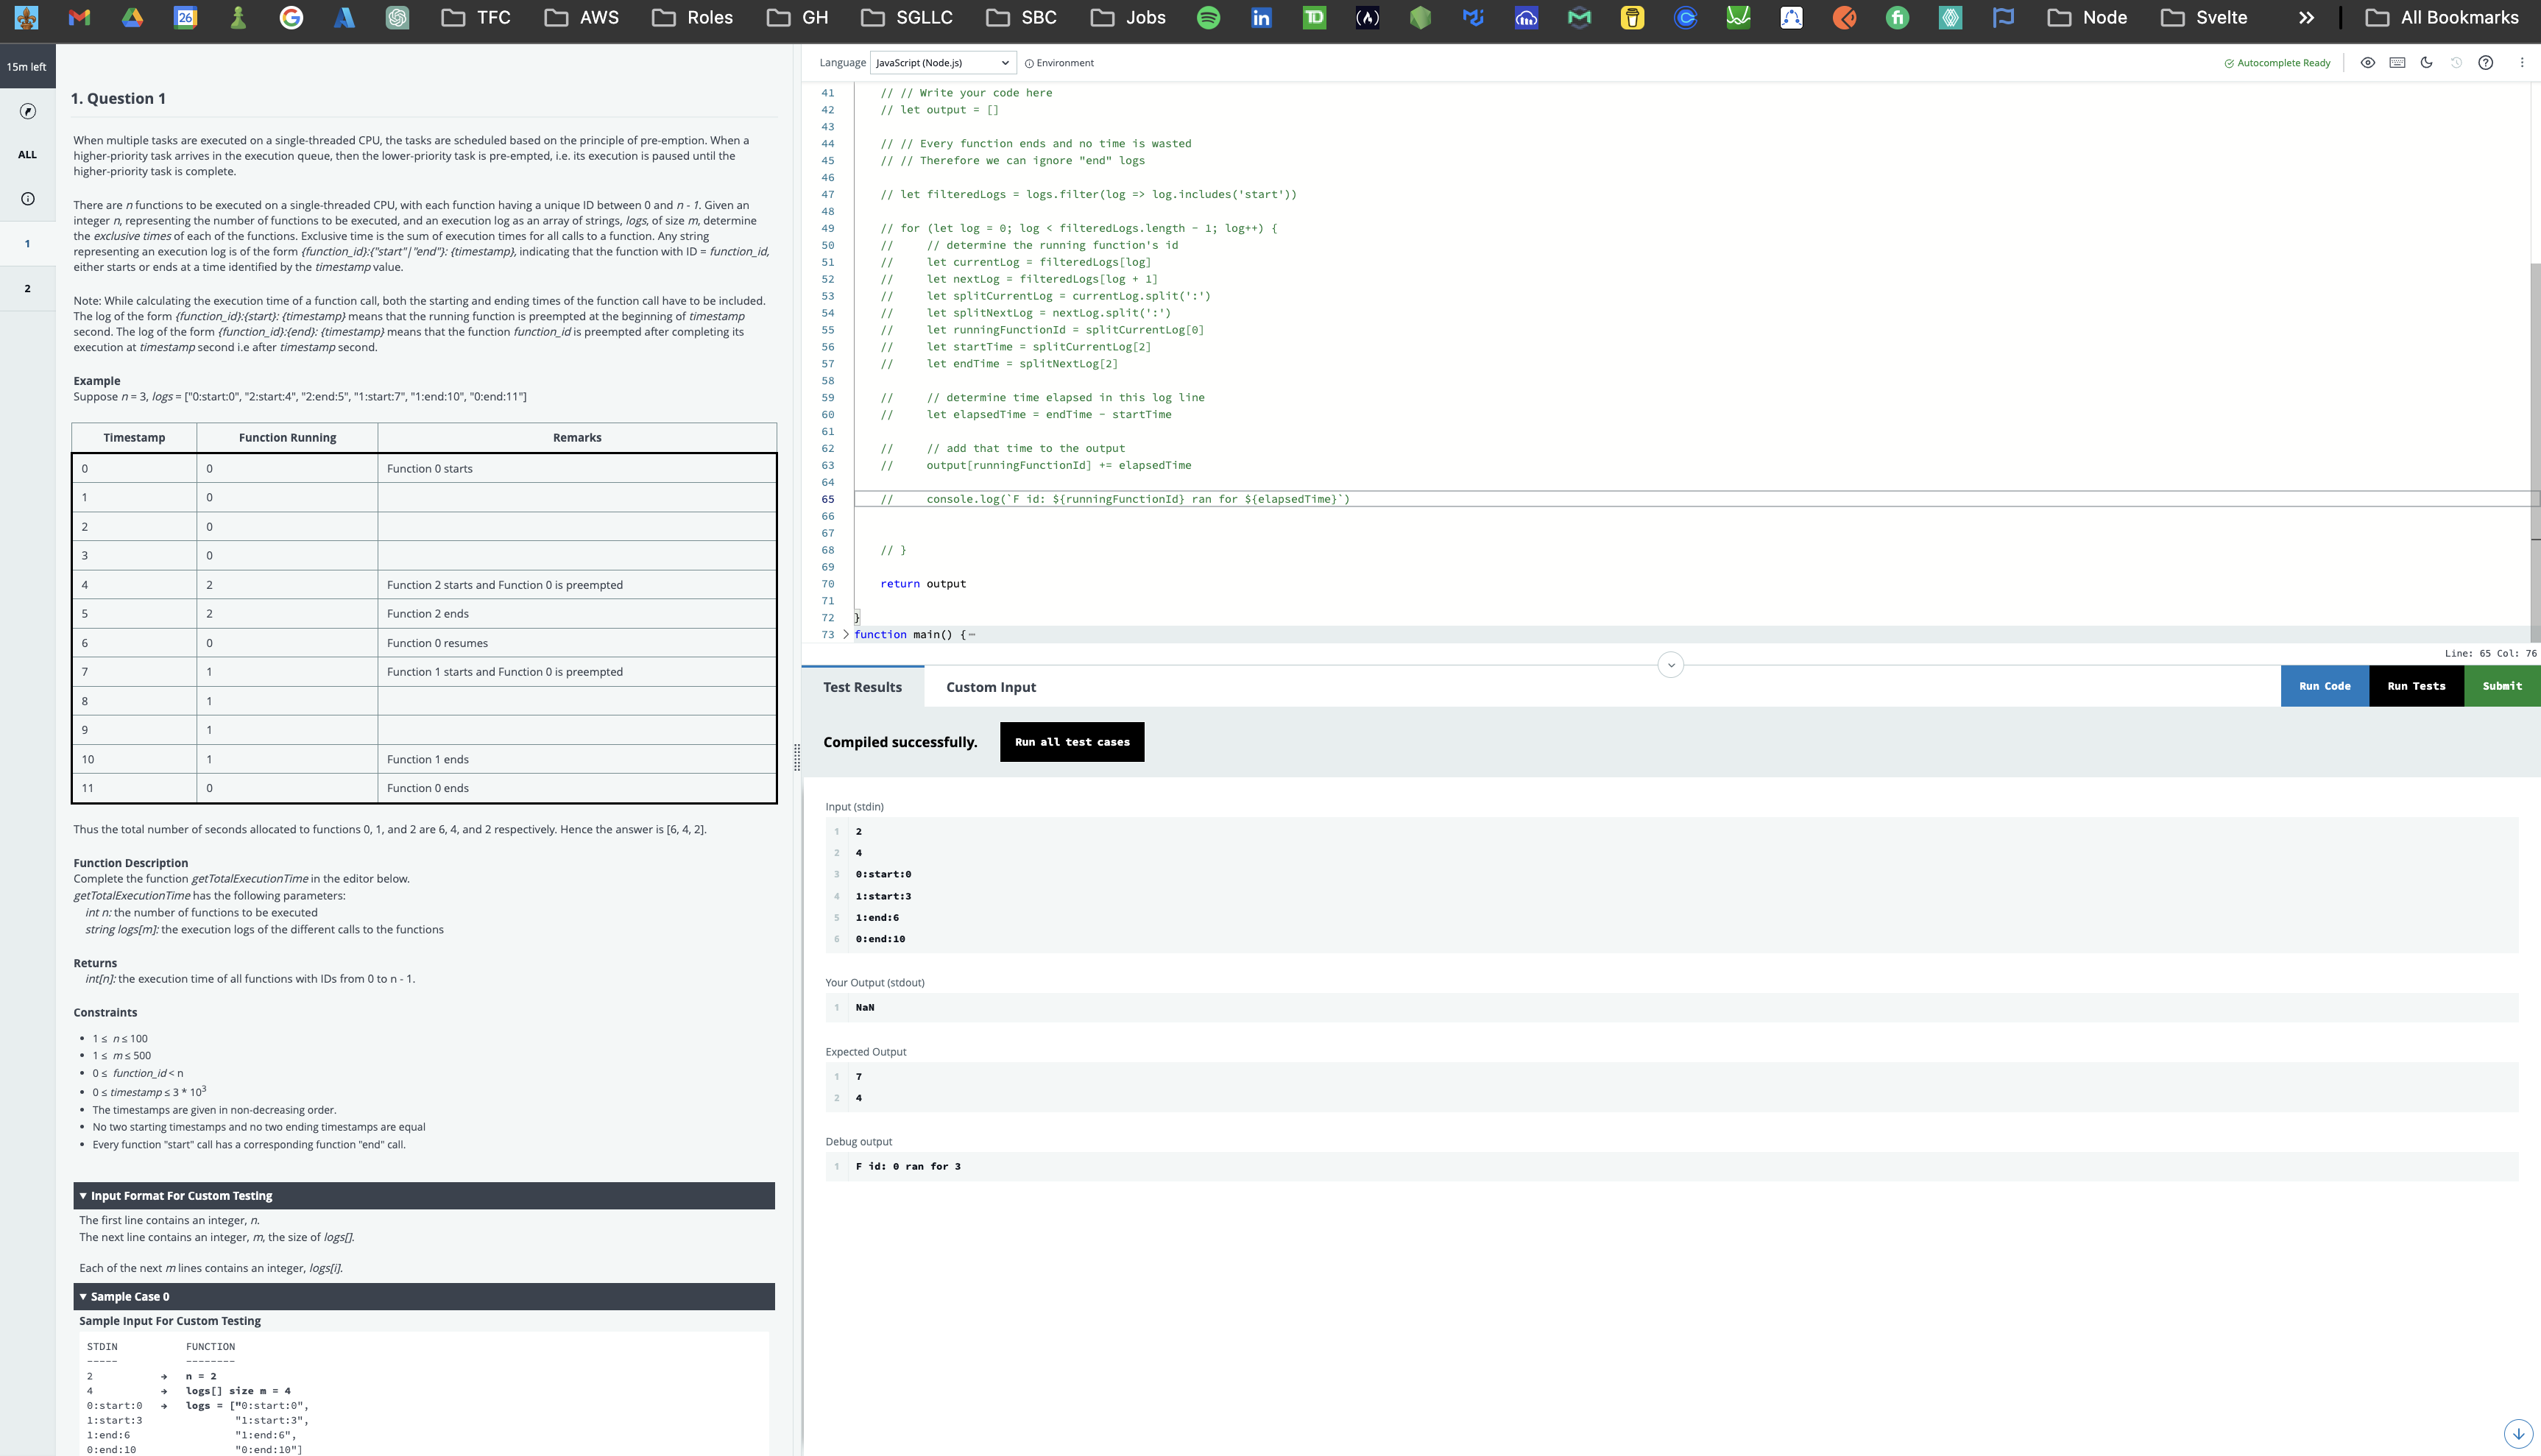 TFC AWS Roles GH SGLLC SBC Jobs Node Svelte All Bookmarks
15m left
ALL
1
2
1. Question 1
When multiple tasks are executed on a single-threaded CPU, the tasks are scheduled based on the principle of pre-emption. When a
higher-priority task arrives in the execution queue, then the lower-priority task is pre-empted, i.e. its execution is paused until the
higher-priority task is complete.
There are n functions to be executed on a single-threaded CPU, with each function having a unique ID between 0 and n - 1. Given an
integer n, representing the number of functions to be executed, and an execution log as an array of strings, logs, of size m, determine
the exclusive times of each of the functions. Exclusive time is the sum of execution times for all calls to a function. Any string
representing an execution log is of the form {function_id}:{"start"|"end"}: {timestamp}, indicating that the function with ID = function_id,
either starts or ends at a time identified by the timestamp value.
Note: While calculating the execution time of a function call, both the starting and ending times of the function call have to be included.
The log of the form {function_id}:{start}: {timestamp} means that the running function is preempted at the beginning of timestamp
second. The log of the form {function_id}:{end}: {timestamp} means that the function function_id is preempted after completing its
execution at timestamp second i.e after timestamp second.
Example
Suppose n = 3, logs = ["0:start:0", "2:start:4", "2:end:5", "1:start:7", "1:end:10", "0:end:11"]
Timestamp Function Running Remarks
0 0 Function 0 starts
1 0
2 0
3 0
4 2 Function 2 starts and Function 0 is preempted
5 2 Function 2 ends
6 0 Function 0 resumes
7 1 Function 1 starts and Function 0 is preempted
8 1
9 1
10 1 Function 1 ends
11 0 Function 0 ends
Thus the total number of seconds allocated to functions 0, 1, and 2 are 6, 4, and 2 respectively. Hence the answer is [6, 4, 2].
Function Description
Complete the function getTotalExecutionTime in the editor below.
getTotalExecutionTime has the following parameters:
int n: the number of functions to be executed
string logs[m]: the execution logs of the different calls to the functions
Returns
int[n]: the execution time of all functions with IDs from 0 to n - 1.
Constraints
• 1 ≤ n ≤ 100
• 1 ≤ m ≤ 500
• 0 ≤ function_id < n
• 0 ≤ timestamp ≤ 3 * 10³
• The timestamps are given in non-decreasing order.
• No two starting timestamps and no two ending timestamps are equal
• Every function "start" call has a corresponding function "end" call.
▼ Input Format For Custom Testing
The first line contains an integer, n.
The next line contains an integer, m, the size of logs[].
Each of the next m lines contains an integer, logs[i].
▼ Sample Case 0
Sample Input For Custom Testing
STDIN FUNCTION
----- --------
2 → n = 2
4 → logs[] size m = 4
0:start:0 → logs = ["0:start:0",
1:start:3 "1:start:3",
1:end:6 "1:end:6",
0:end:10 "0:end:10"]
Language JavaScript (Node.js) Environment
Autocomplete Ready
41 // // Write your code here
42 // let output = []
43
44 // // Every function ends and no time is wasted
45 // // Therefore we can ignore "end" logs
46
47 // let filteredLogs = logs.filter(log => log.includes('start'))
48
49 // for (let log = 0; log < filteredLogs.length - 1; log++) {
50 //     // determine the running function's id
51 //     let currentLog = filteredLogs[log]
52 //     let nextLog = filteredLogs[log + 1]
53 //     let splitCurrentLog = currentLog.split(':')
54 //     let splitNextLog = nextLog.split(':')
55 //     let runningFunctionId = splitCurrentLog[0]
56 //     let startTime = splitCurrentLog[2]
57 //     let endTime = splitNextLog[2]
58
59 //     // determine time elapsed in this log line
60 //     let elapsedTime = endTime - startTime
61
62 //     // add that time to the output
63 //     output[runningFunctionId] += elapsedTime
64
65 //     console.log(`F id: ${runningFunctionId} ran for ${elapsedTime}`)
66
67
68 // }
69
70 return output
71
72 }
73 function main() {
Line: 65 Col: 76
Test Results Custom Input Run Code Run Tests Submit
Compiled successfully. Run all test cases
Input (stdin)
1 2
2 4
3 0:start:0
4 1:start:3
5 1:end:6
6 0:end:10
Your Output (stdout)
1 NaN
Expected Output
1 7
2 4
Debug output
1 F id: 0 ran for 3